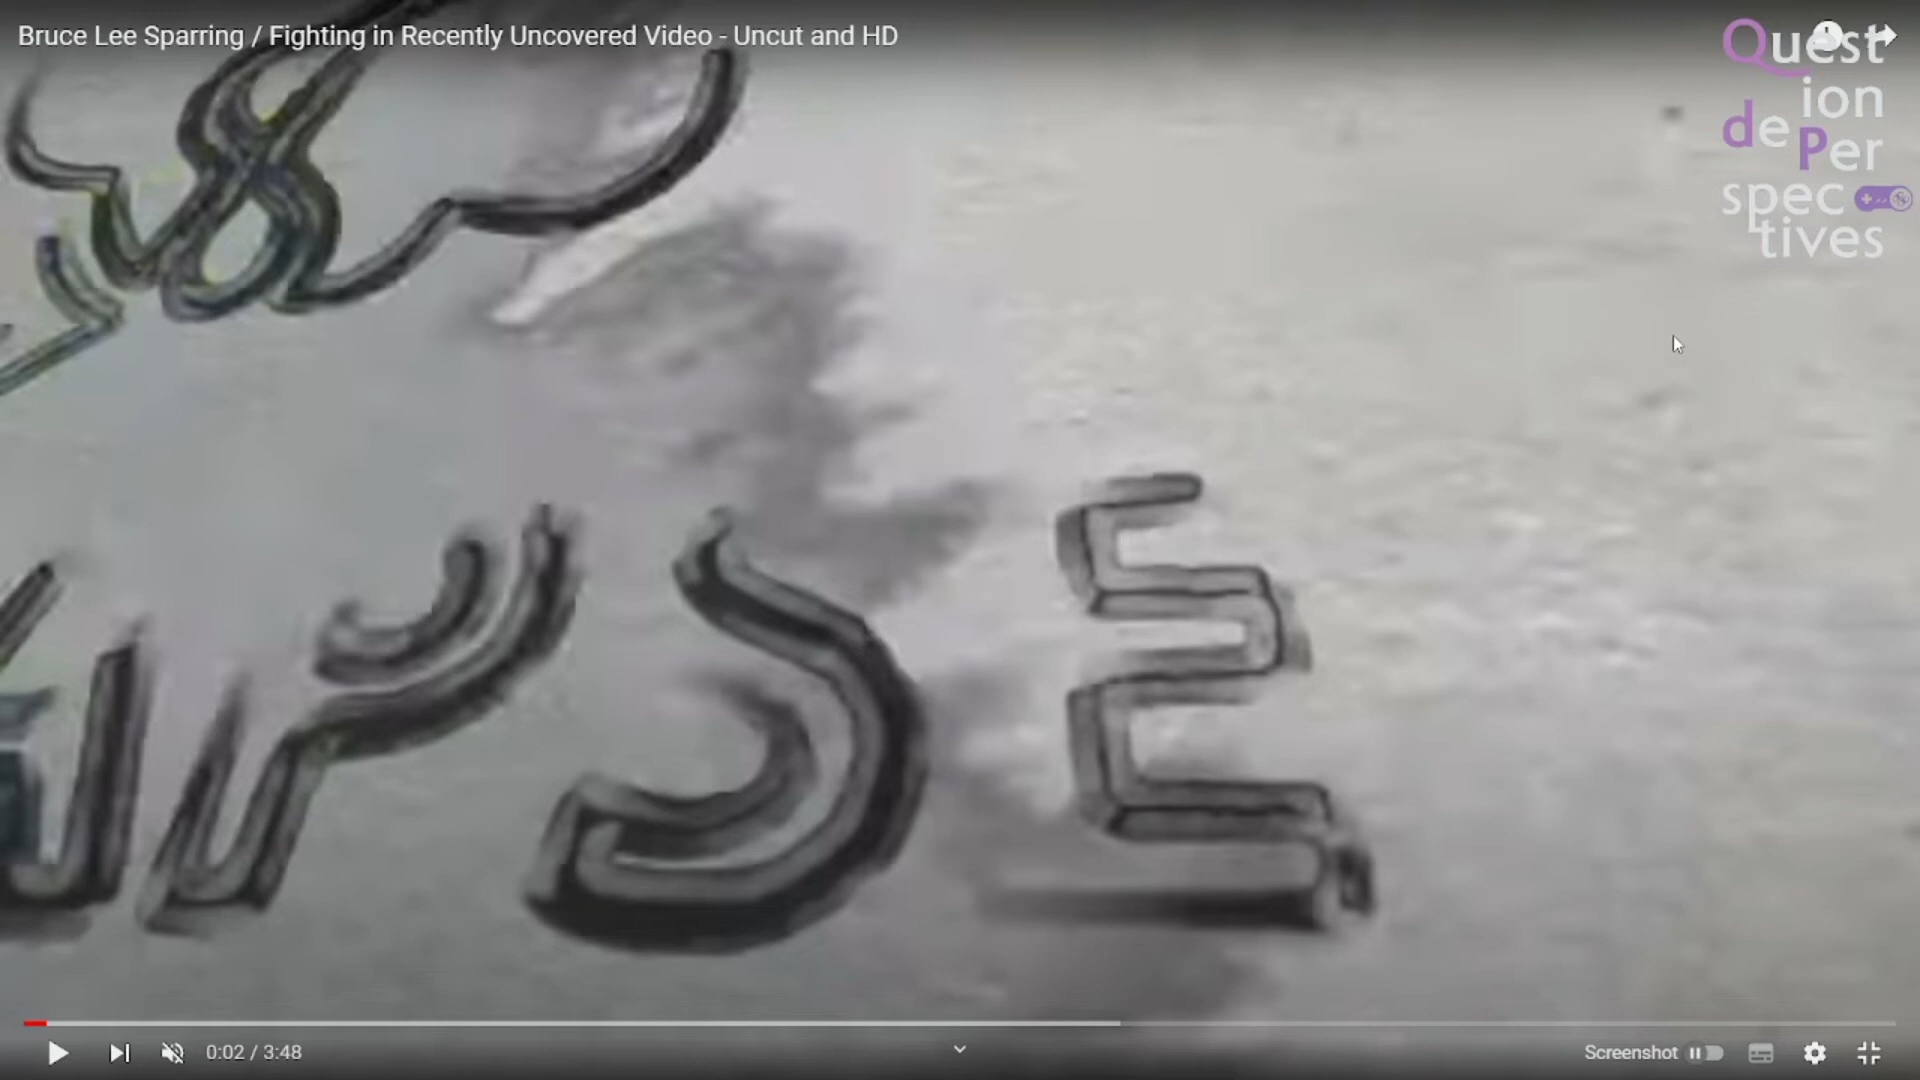 Bruce Lee Sparring / Fighting in Recently Uncovered Video - Uncut and HD
Quest
ion
de Per
spec
tives
PSE
0:02 / 3:48
Screenshot